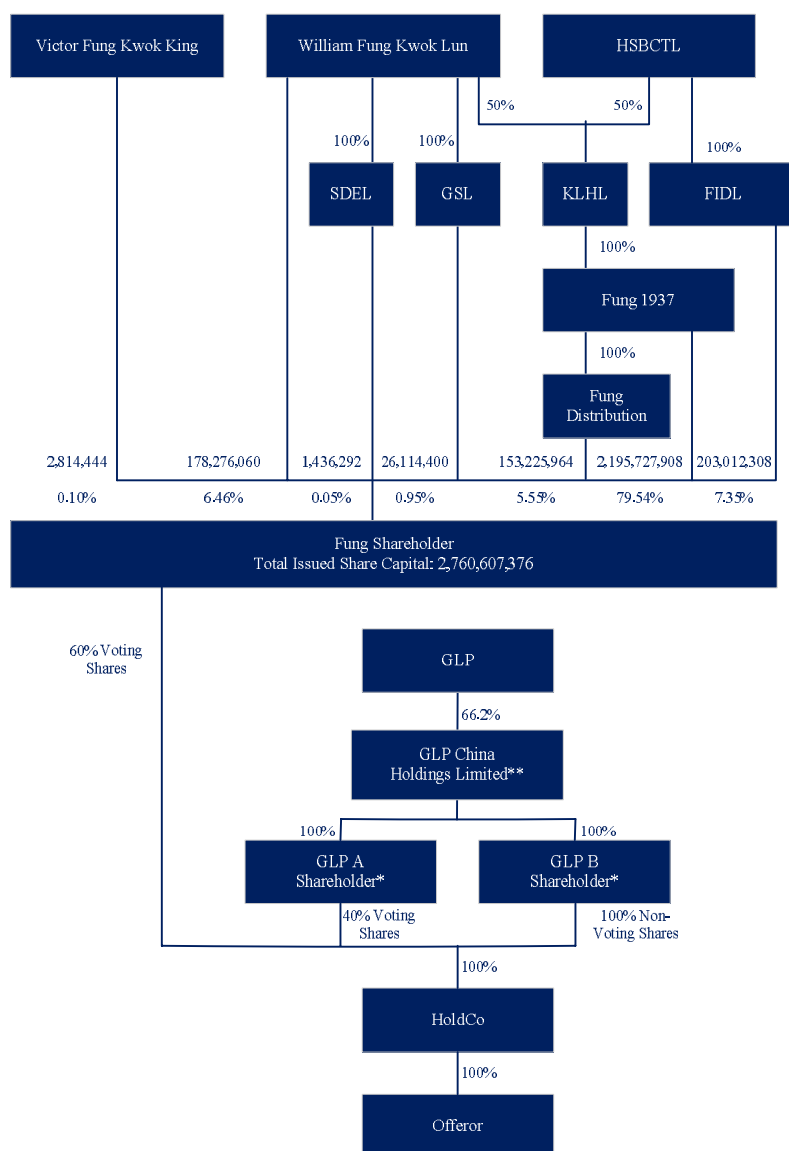 Victor Fung Kwok King
William Fung Kwok Lun
HSBCTL
50%
50%
100%
100%
100%
SDEL
GSL
KLHL
FIDL
100%
Fung 1937
100%
Fung
Distribution
2,814,444
178,276,060
1,436,292
26,114,400
153,225,964
2,195,727,908
203,012,308
0.10%
6.46%
0.05%
0.95%
5.55%
79.54%
7.35%
Fung Shareholder
Total Issued Share Capital: 2,760,607,376
60% Voting
Shares
GLP
66.2%
GLP China
Holdings Limited**
100%
100%
GLP A
Shareholder*
GLP B
Shareholder*
40% Voting
Shares
100% Non-
Voting Shares
100%
HoldCo
100%
Offeror